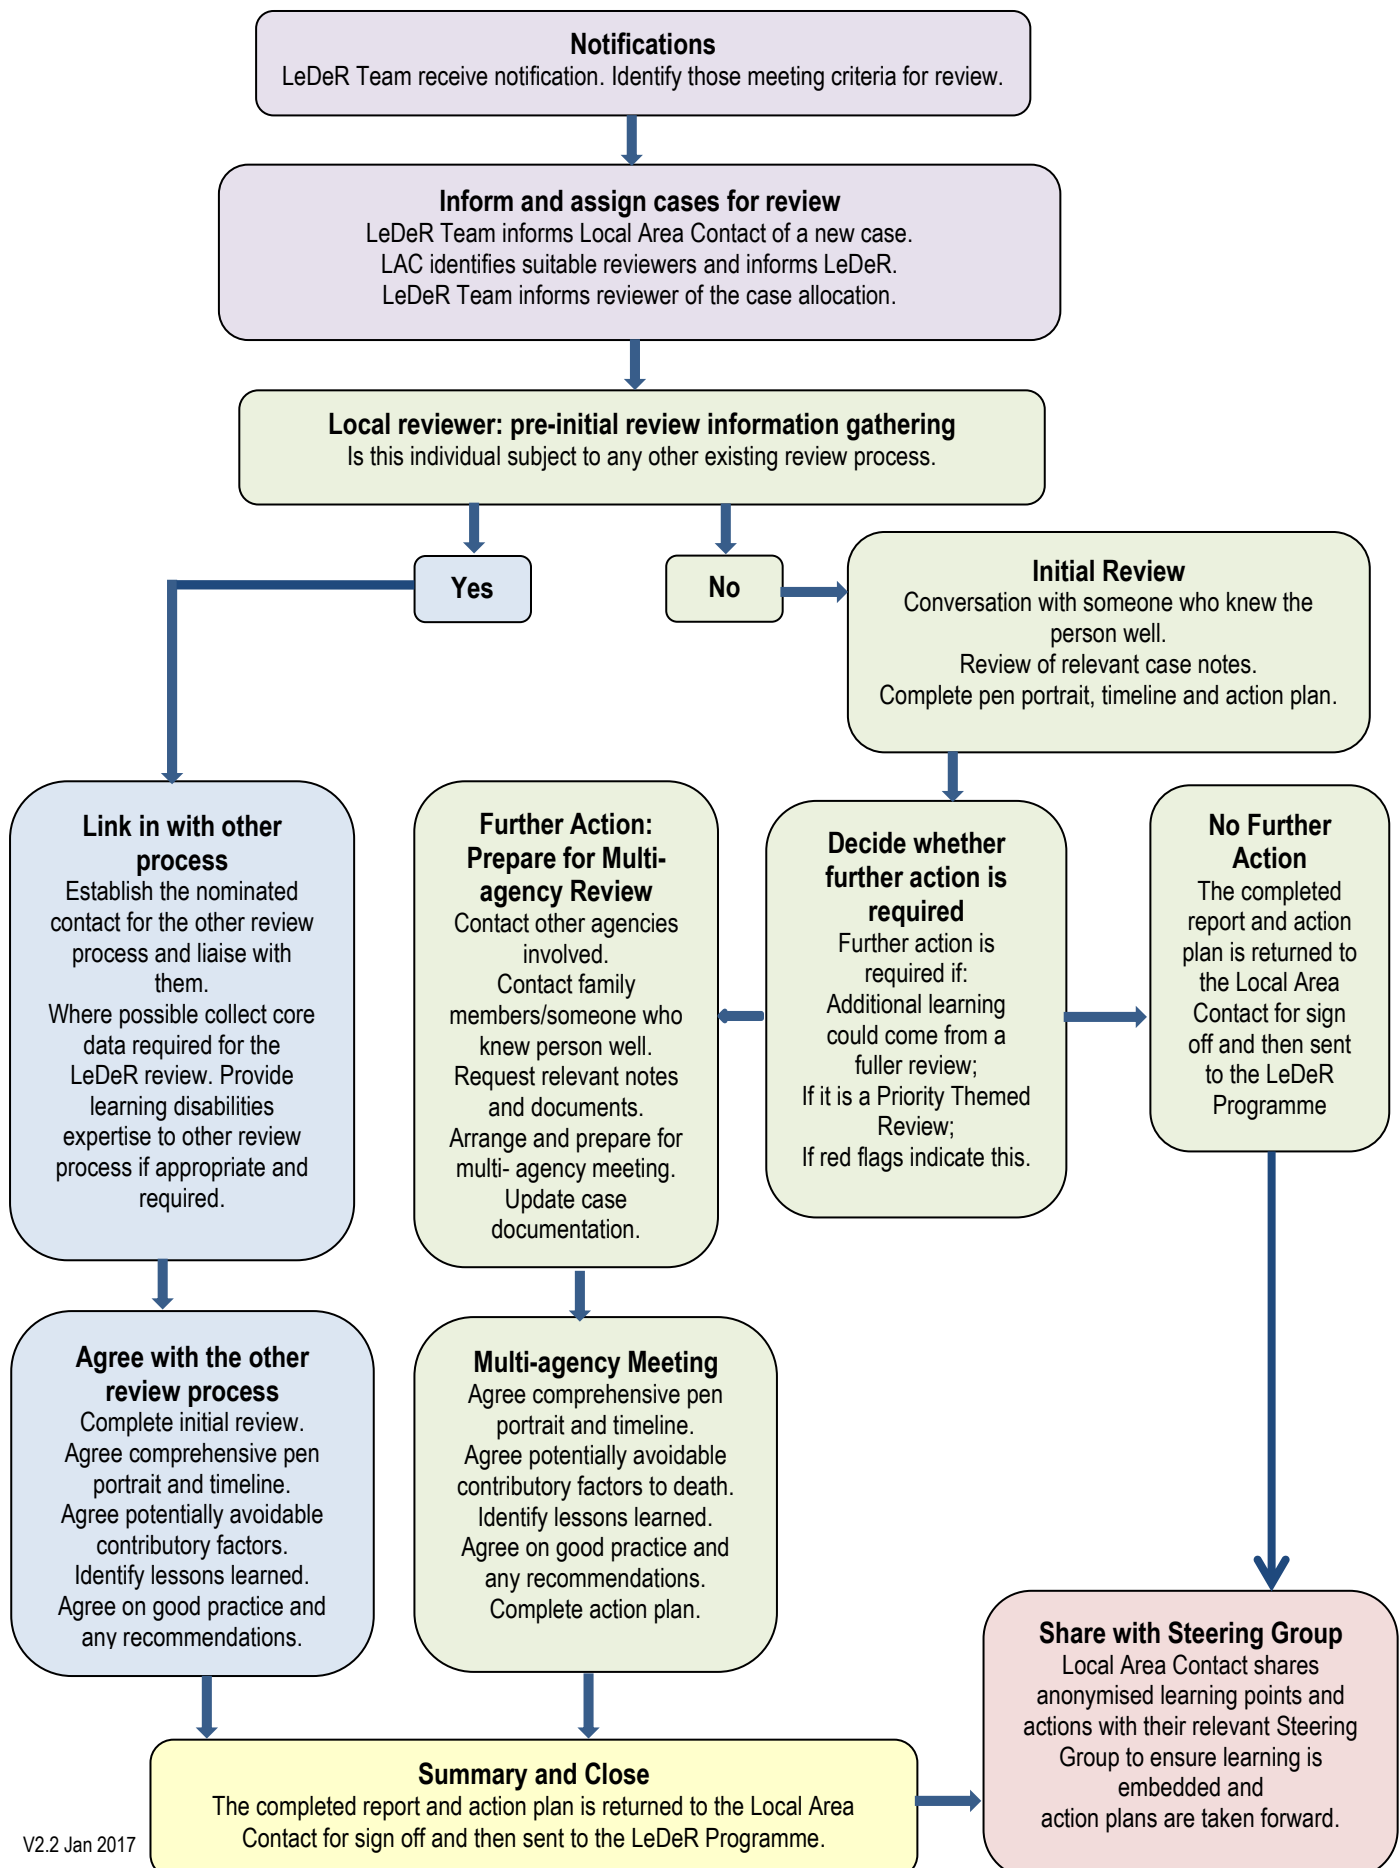 Notifications
LeDeR Team receive notification. Identify those meeting criteria for review.
Inform and assign cases for review
LeDeR Team informs Local Area Contact of a new case.
LAC identifies suitable reviewers and informs LeDeR.
LeDeR Team informs reviewer of the case allocation.
Local reviewer: pre-initial review information gathering
Is this individual subject to any other existing review process.
Yes
No
Initial Review
Conversation with someone who knew the
person well.
Review of relevant case notes.
Complete pen portrait, timeline and action plan.
Link in with other
process
Establish the nominated
contact for the other review
process and liaise with
them.
Where possible collect core
data required for the
LeDeR review. Provide
learning disabilities
expertise to other review
process if appropriate and
required.
Further Action:
Prepare for Multi-
agency Review
Contact other agencies
involved.
Contact family
members/someone who
knew person well.
Request relevant notes
and documents.
Arrange and prepare for
multi- agency meeting.
Update case
documentation.
Decide whether
further action is
required
Further action is
required if:
Additional learning
could come from a
fuller review;
If it is a Priority Themed
Review;
If red flags indicate this.
No Further
Action
The completed
report and action
plan is returned to
the Local Area
Contact for sign
off and then sent
to the LeDeR
Programme
Agree with the other
review process
Complete initial review.
Agree comprehensive pen
portrait and timeline.
Agree potentially avoidable
contributory factors.
Identify lessons learned.
Agree on good practice and
any recommendations.
Multi-agency Meeting
Agree comprehensive pen
portrait and timeline.
Agree potentially avoidable
contributory factors to death.
Identify lessons learned.
Agree on good practice and
any recommendations.
Complete action plan.
Share with Steering Group
Local Area Contact shares
anonymised learning points and
actions with their relevant Steering
Group to ensure learning is
embedded and
action plans are taken forward.
Summary and Close
The completed report and action plan is returned to the Local Area
Contact for sign off and then sent to the LeDeR Programme.
V2.2 Jan 2017